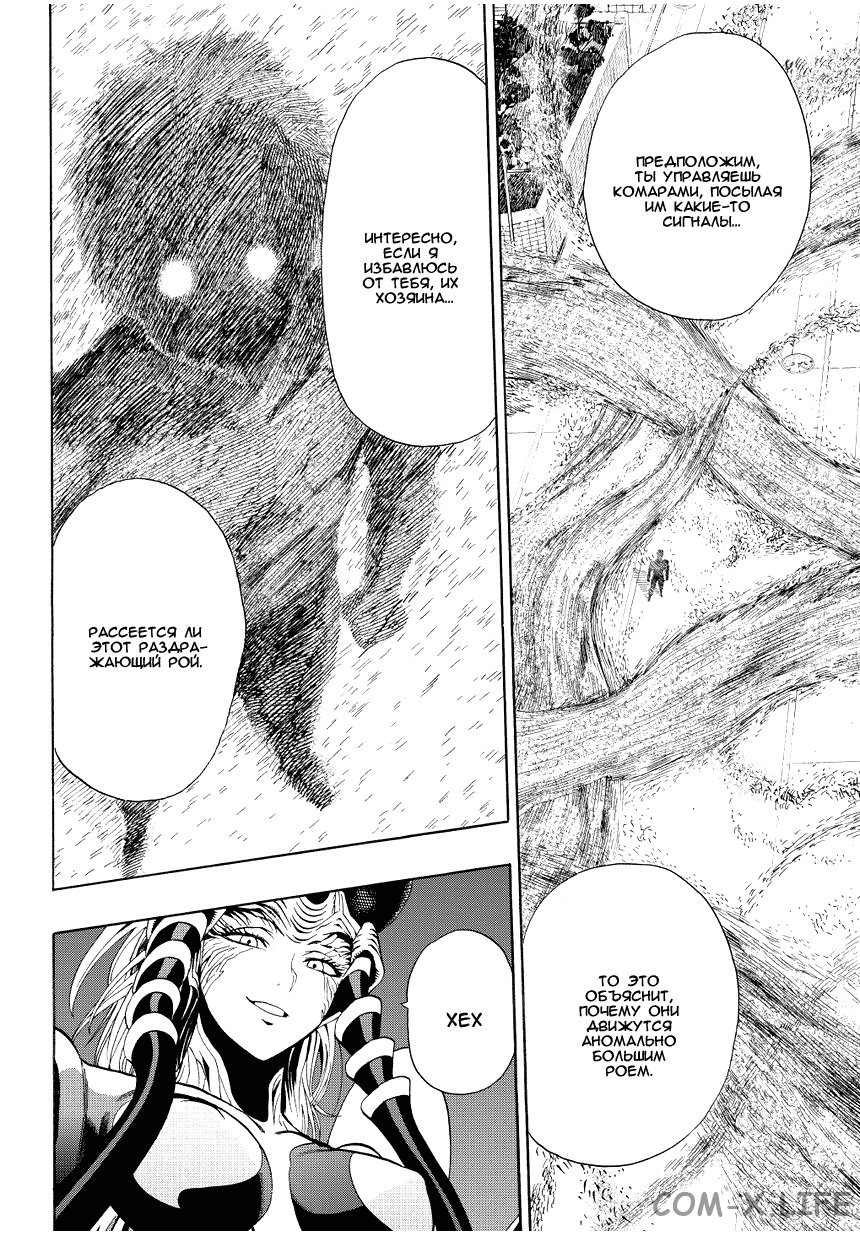 ПРЕДПОЛОЖИМ,
ТЫ УПРАВЛЯЕШЬ
КОМАРАМИ, ПОСЫЛАЯ
ИМ КАКИЕ-ТО
СИГНАЛЫ...
ТО ЭТО
ОБЪЯСНИТ,
ПОЧЕМУ ОНИ
ДВИЖУТСЯ
АНОМАЛЬНО
БОЛЬШИМ
РОЕМ.
ИНТЕРЕСНО,
ЕСЛИ Я
ИЗБАВЛЮСЬ
ОТ ТЕБЯ, ИХ
ХОЗЯИНА...
РАССЕЕТСЯ ЛИ
ЭТОТ РАЗДРА-
ЖАЮЩИЙ РОЙ.
ХЕХ
COM-X.LIFE